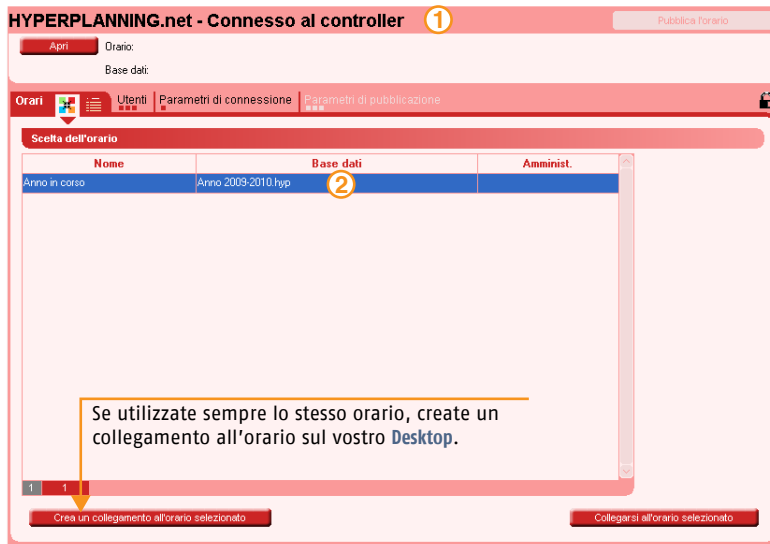 HYPERPLANNING.net - Connesso al controller 1
Pubblica l'orario
Apri Orario:
Base dati:
Orari Utenti Parametri di connessione Parametri di pubblicazione
Scelta dell'orario
Nome Base dati Amminist.
Anno in corso Anno 2009-2010.hyp 2
Se utilizzate sempre lo stesso orario, create un
collegamento all'orario sul vostro Desktop.
1 1
Crea un collegamento all'orario selezionato Collegarsi all'orario selezionato